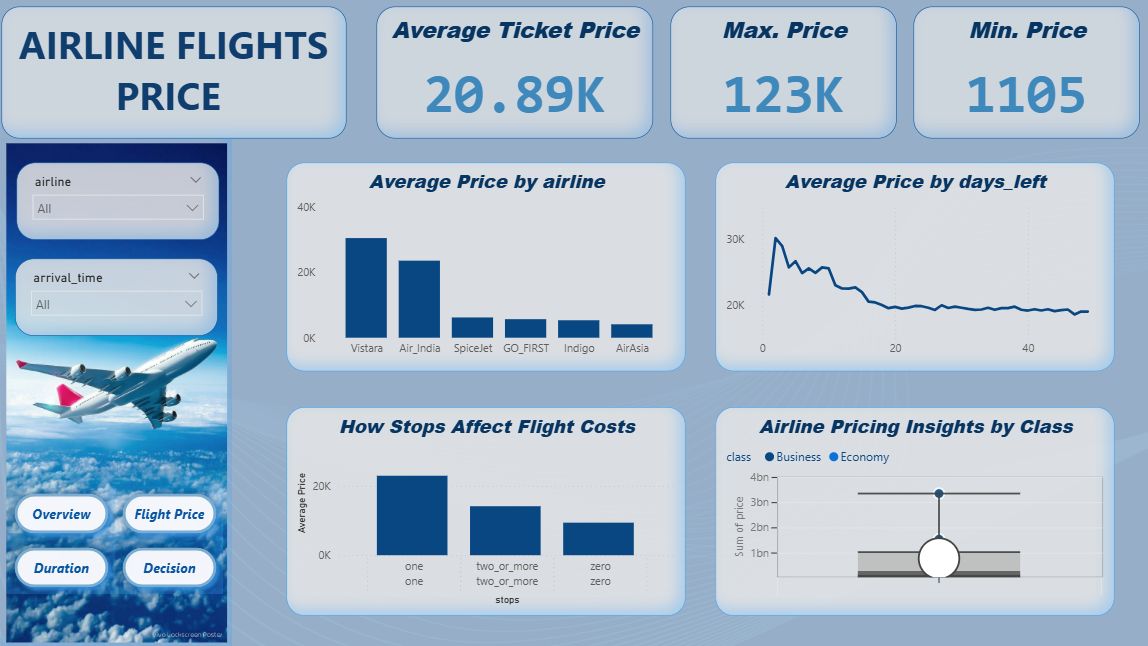 AIRLINE FLIGHTS
PRICE
Average Ticket Price
20.89K
Max. Price
123K
Min. Price
1105
airline
All
arrival_time
All
Overview
Flight Price
Duration
Decision
Vivo Lockscreen Poster
Average Price by airline
40K
20K
0K
Vistara Air_India SpiceJet GO_FIRST Indigo AirAsia
Average Price by days_left
30K
20K
0 20 40
How Stops Affect Flight Costs
Average Price
20K
0K
one two_or_more zero
one two_or_more zero
stops
Airline Pricing Insights by Class
class Business Economy
Sum of price
4bn
3bn
2bn
1bn